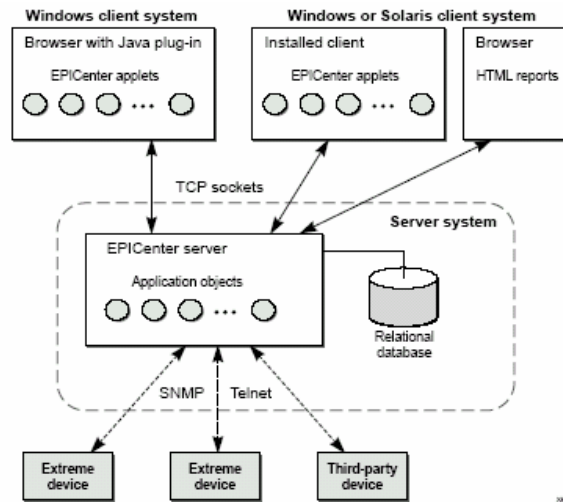 Windows client system
Windows or Solaris client system
Browser with Java plug-in
EPICenter applets
Installed client
EPICenter applets
Browser
HTML reports
TCP sockets
Server system
EPICenter server
Application objects
Relational
database
SNMP
Telnet
Extreme
device
Extreme
device
Third-party
device